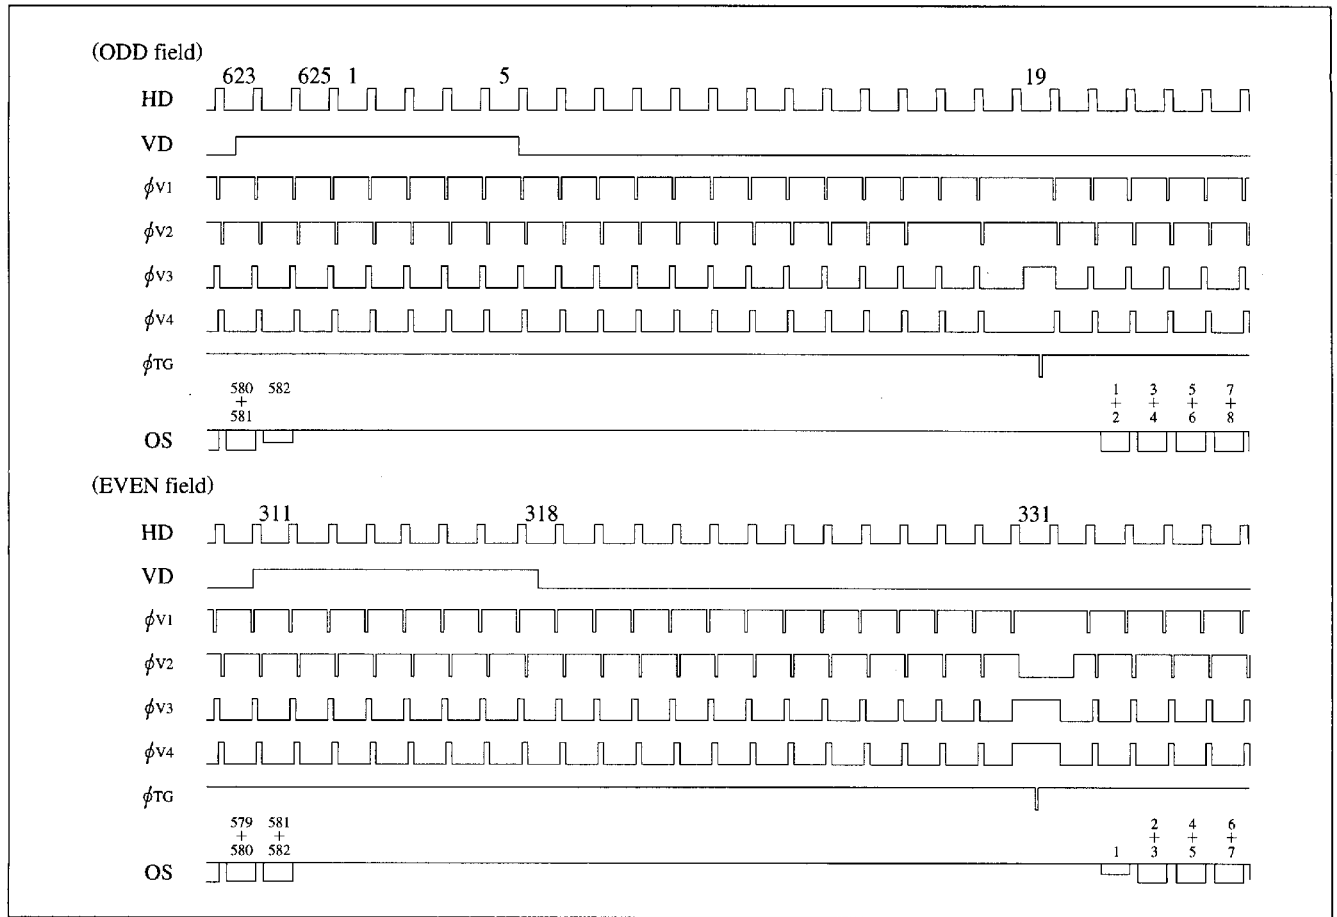 (ODD field)
623 625 1 5 19
HD
VD
ϕV1
ϕV2
ϕV3
ϕV4
ϕTG
580 582 1 3 5 7
+ + + + +
581 2 4 6 8
OS
(EVEN field)
311 318 331
HD
VD
ϕV1
ϕV2
ϕV3
ϕV4
ϕTG
579 581 2 4 6
+ + + + +
580 582 1 3 5 7
OS